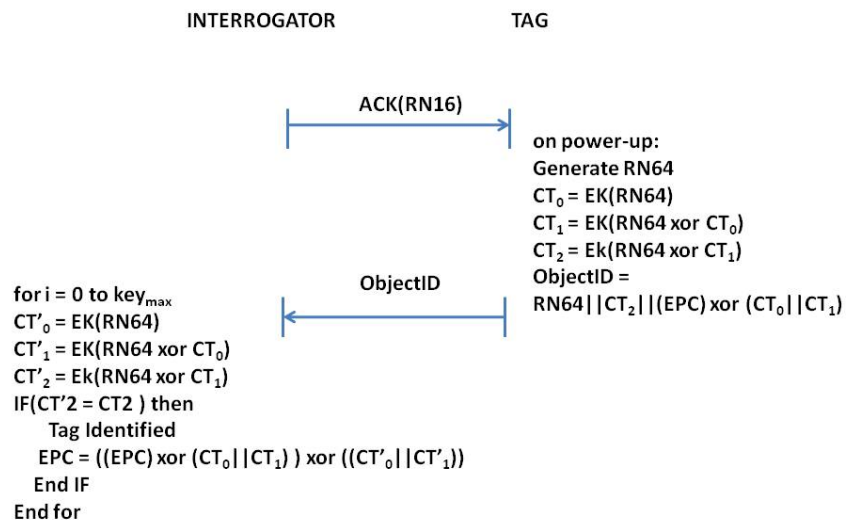 INTERROGATOR TAG
ACK(RN16)
on power-up:
Generate RN64
CT₀ = EK(RN64)
CT₁ = EK(RN64 xor CT₀)
CT₂ = Ek(RN64 xor CT₁)
ObjectID =
RN64||CT₂||(EPC) xor (CT₀||CT₁)
ObjectID
for i = 0 to keyₘₐₓ
CT’₀ = EK(RN64)
CT’₁ = EK(RN64 xor CT₀)
CT’₂ = Ek(RN64 xor CT₁)
IF(CT’2 = CT2 ) then
Tag Identified
EPC = ((EPC) xor (CT₀||CT₁) ) xor ((CT’₀||CT’₁))
End IF
End for